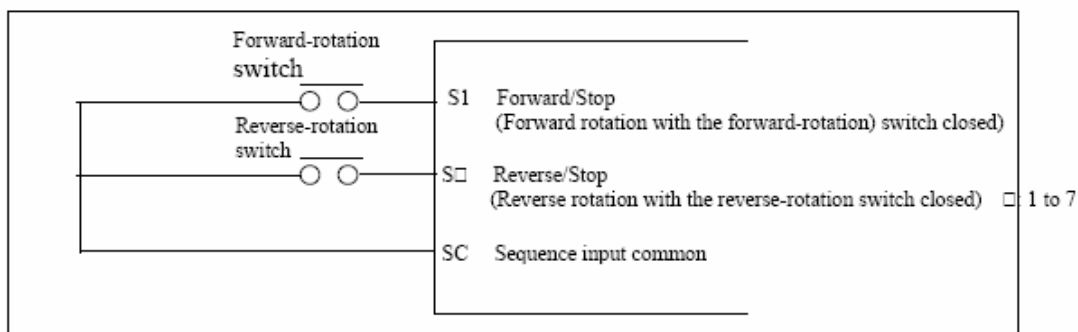 Forward-rotation
switch
S1 Forward/Stop
(Forward rotation with the forward-rotation) switch closed)
Reverse-rotation
switch
S□ Reverse/Stop
(Reverse rotation with the reverse-rotation switch closed) □: 1 to 7
SC Sequence input common